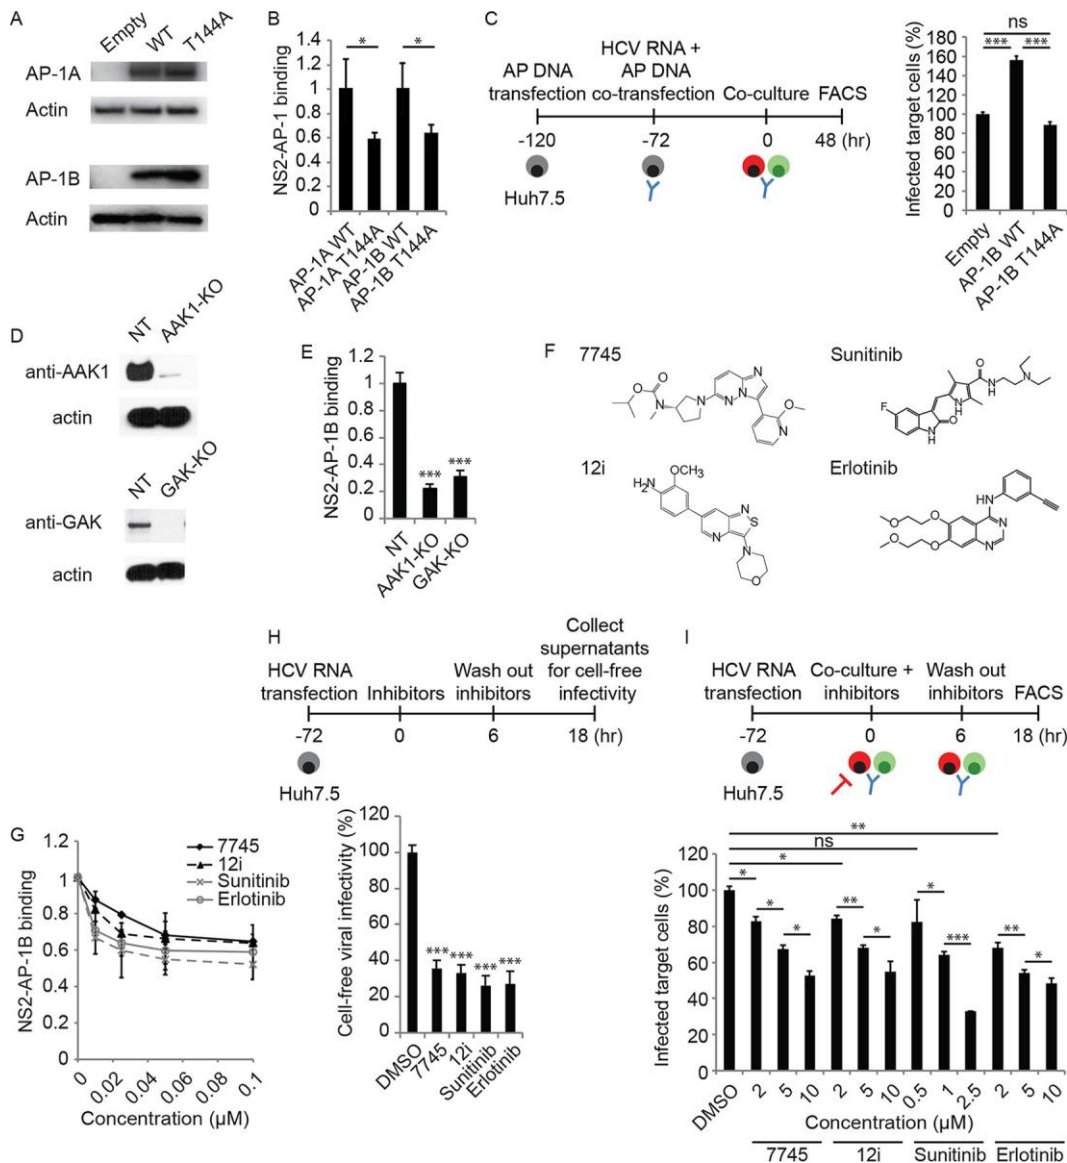 A
Empty
WT
T144A
AP-1A
Actin
AP-1B
Actin
B
*
*
NS2-AP-1 binding
1.4
1.2
1
0.8
0.6
0.4
0.2
0
AP-1A WT
AP-1A T144A
AP-1B WT
AP-1B T144A
C
HCV RNA +
AP DNA
AP DNA
transfection
co-transfection
Co-culture
FACS
-120
-72
0
48 (hr)
Huh7.5
ns
***
***
Infected target cells (%)
180
160
140
120
100
80
60
40
20
0
Empty
AP-1B WT
AP-1B T144A
D
NT
AAK1-KO
anti-AAK1
actin
NT
GAK-KO
anti-GAK
actin
E
NS2-AP-1B binding
1.2
1
0.8
0.6
0.4
0.2
0
***
***
NT
AAK1-KO
GAK-KO
F
7745
O
O
N
N
N
N
N
O
N
Sunitinib
O
N
N
H
F
N
H
O
N
H
12i
OCH3
H2N
N
S
N
N
O
Erlotinib
HN
O
O
N
O
O
N
G
NS2-AP-1B binding
1.2
1
0.8
0.6
0.4
0.2
0
7745
12i
Sunitinib
Erlotinib
0
0.02
0.04
0.06
0.08
0.1
Concentration (µM)
H
HCV RNA
transfection
Inhibitors
Wash out
inhibitors
Collect
supernatants
for cell-free
infectivity
-72
0
6
18 (hr)
Huh7.5
Cell-free viral infectivity (%)
120
100
80
60
40
20
0
***
***
***
***
DMSO
7745
12i
Sunitinib
Erlotinib
I
HCV RNA
transfection
Co-culture +
inhibitors
Wash out
inhibitors
FACS
-72
0
6
18 (hr)
Huh7.5
**
ns
*
*
*
*
**
*
*
***
**
*
Infected target cells (%)
120
100
80
60
40
20
0
DMSO
2
5
10
2
5
10
0.5
1
2.5
2
5
10
Concentration (µM)
7745
12i
Sunitinib
Erlotinib